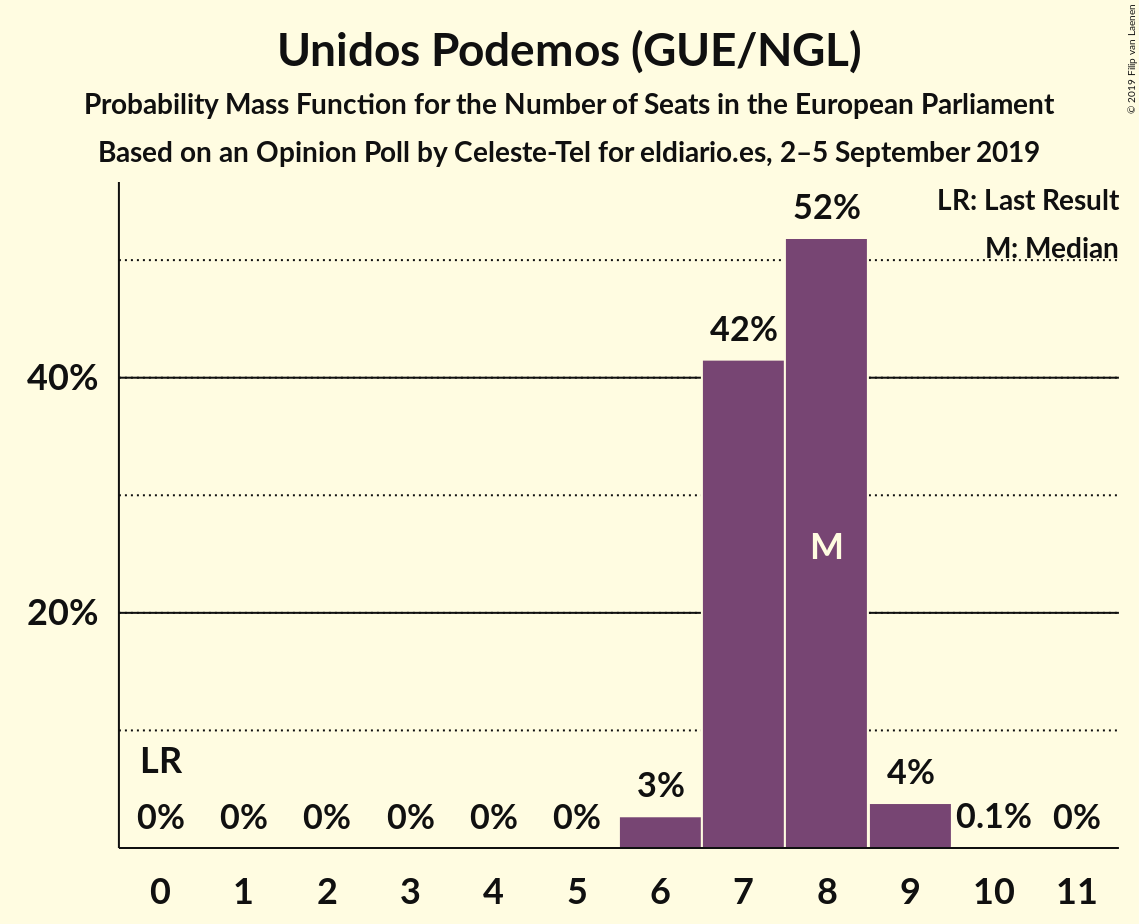 Unidos Podemos (GUE/NGL)
Probability Mass Function for the Number of Seats in the European Parliament
Based on an Opinion Poll by Celeste-Tel for eldiario.es, 2–5 September 2019
© 2019 Filip van Laenen
LR: Last Result
M: Median
52%
42%
40%
M
20%
LR
0% 0% 0% 0% 0% 0% 3% 4% 0.1% 0%
0 1 2 3 4 5 6 7 8 9 10 11